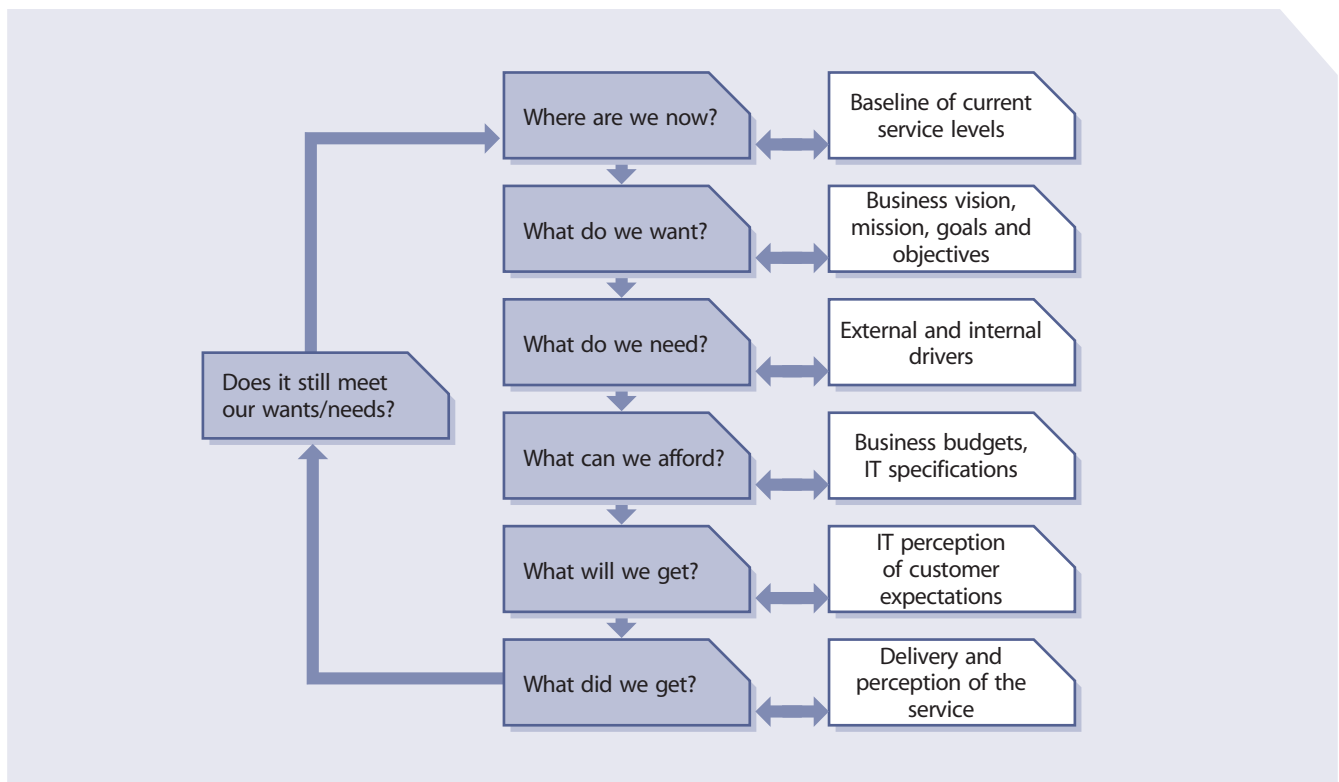 Where are we now?
Baseline of current
service levels
What do we want?
Business vision,
mission, goals and
objectives
What do we need?
External and internal
drivers
Does it still meet
our wants/needs?
What can we afford?
Business budgets,
IT specifications
What will we get?
IT perception
of customer
expectations
What did we get?
Delivery and
perception of the
service